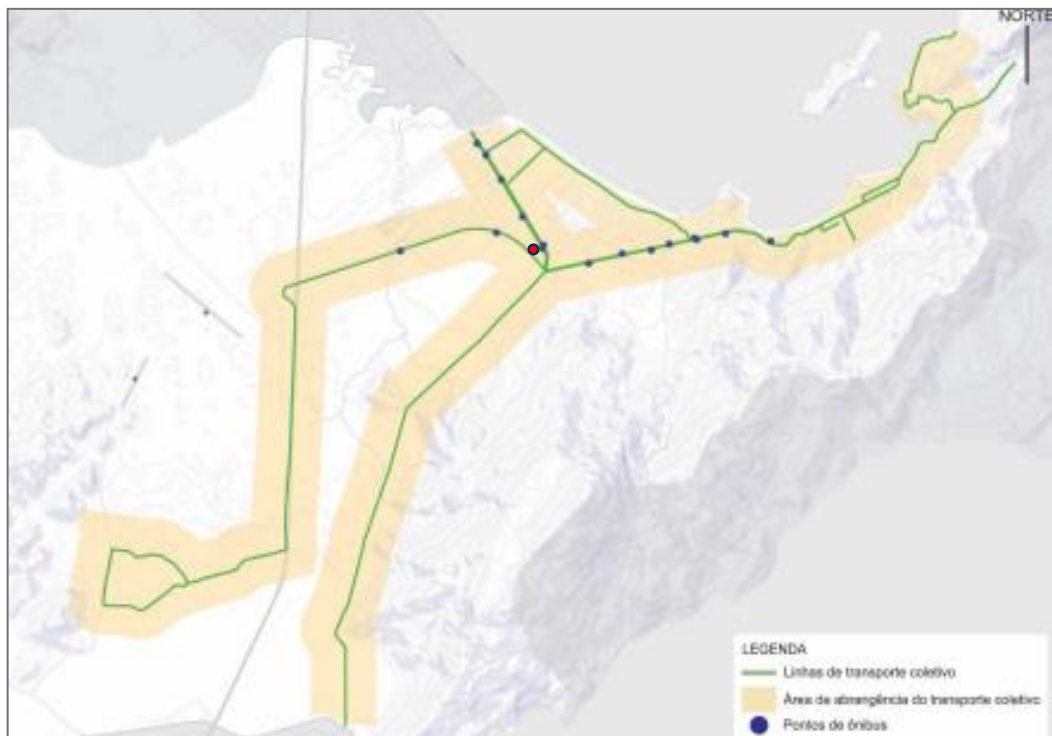 NORTE
LEGENDA
Linhas de transporte coletivo
Área de abrangência do transporte coletivo
Pontos de ônibus